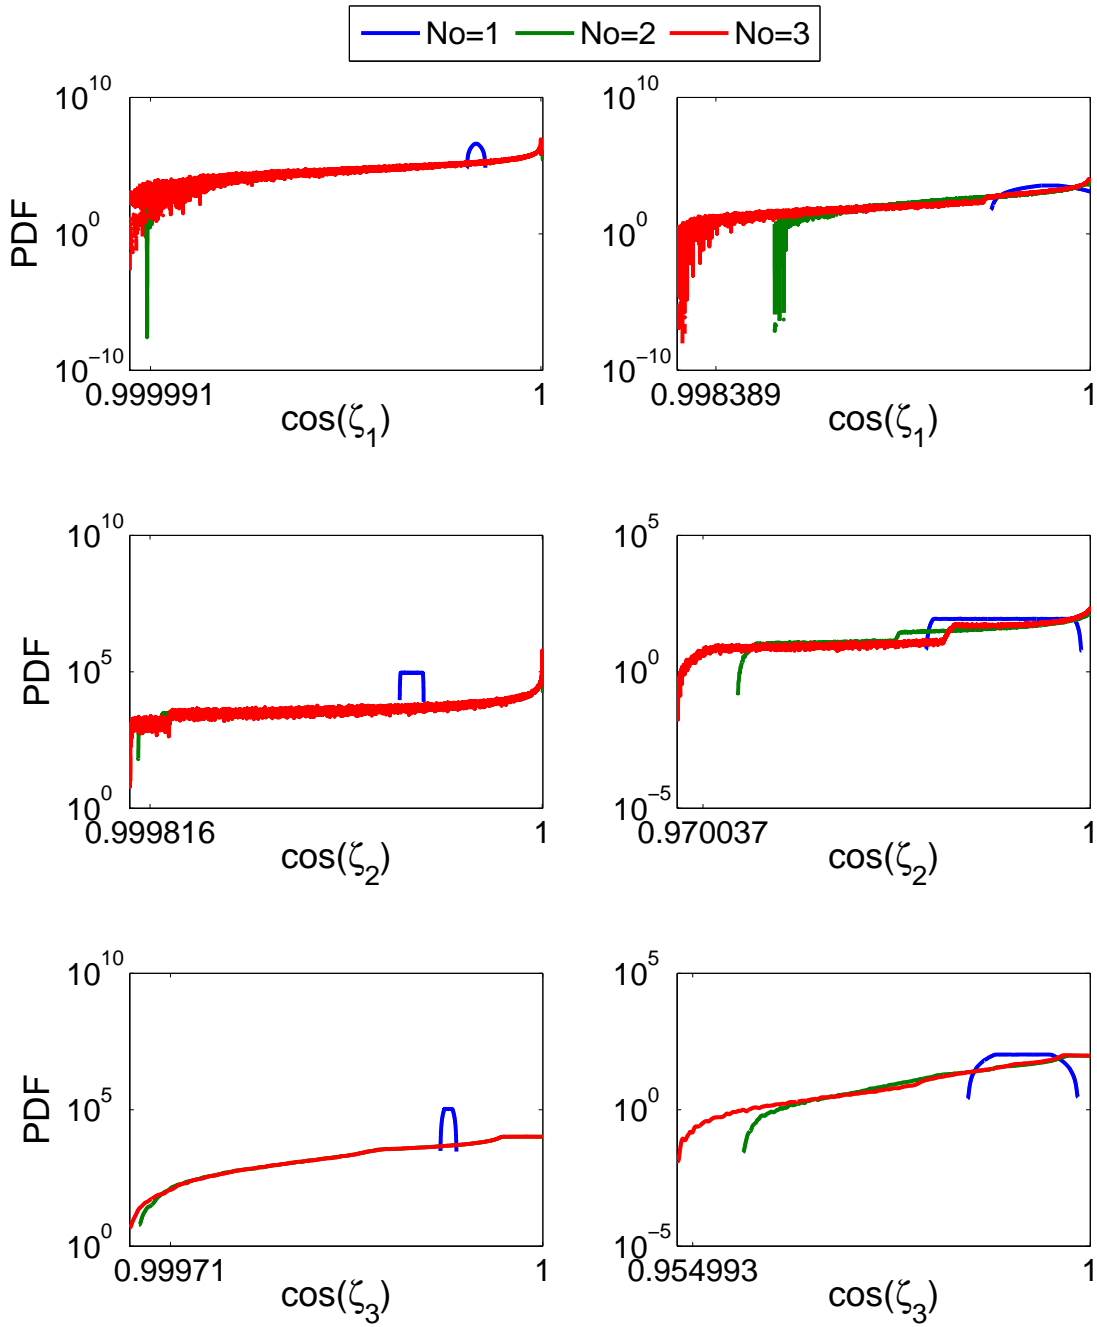 No=1 No=2 No=3
10^10 10^10
PDF 10^0 10^0
10^−10 10^−10
0.999991 1 0.998389 1
cos(ζ_1) cos(ζ_1)
10^10 10^5
PDF 10^5 10^0
10^0 10^−5
0.999816 1 0.970037 1
cos(ζ_2) cos(ζ_2)
10^10 10^5
PDF 10^5 10^0
10^0 10^−5
0.99971 1 0.954993 1
cos(ζ_3) cos(ζ_3)